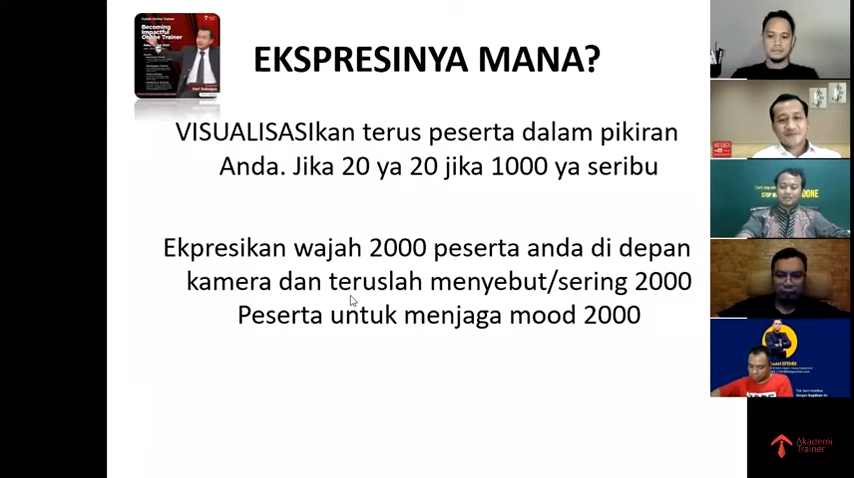 Becoming
Impactful
Online Trainer
EKSPRESINYA MANA?
VISUALISASIkan terus peserta dalam pikiran
Anda. Jika 20 ya 20 jika 1000 ya seribu
Ekpresikan wajah 2000 peserta anda di depan
kamera dan teruslah menyebut/sering 2000
Peserta untuk menjaga mood 2000
DONE
Akademi
Trainer